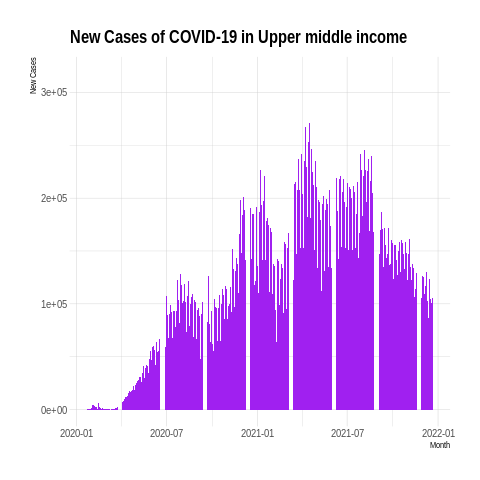 New Cases of COVID-19 in Upper middle income
New Cases
3e+05
2e+05
1e+05
0e+00
2020-01 2020-07 2021-01 2021-07 2022-01
Month